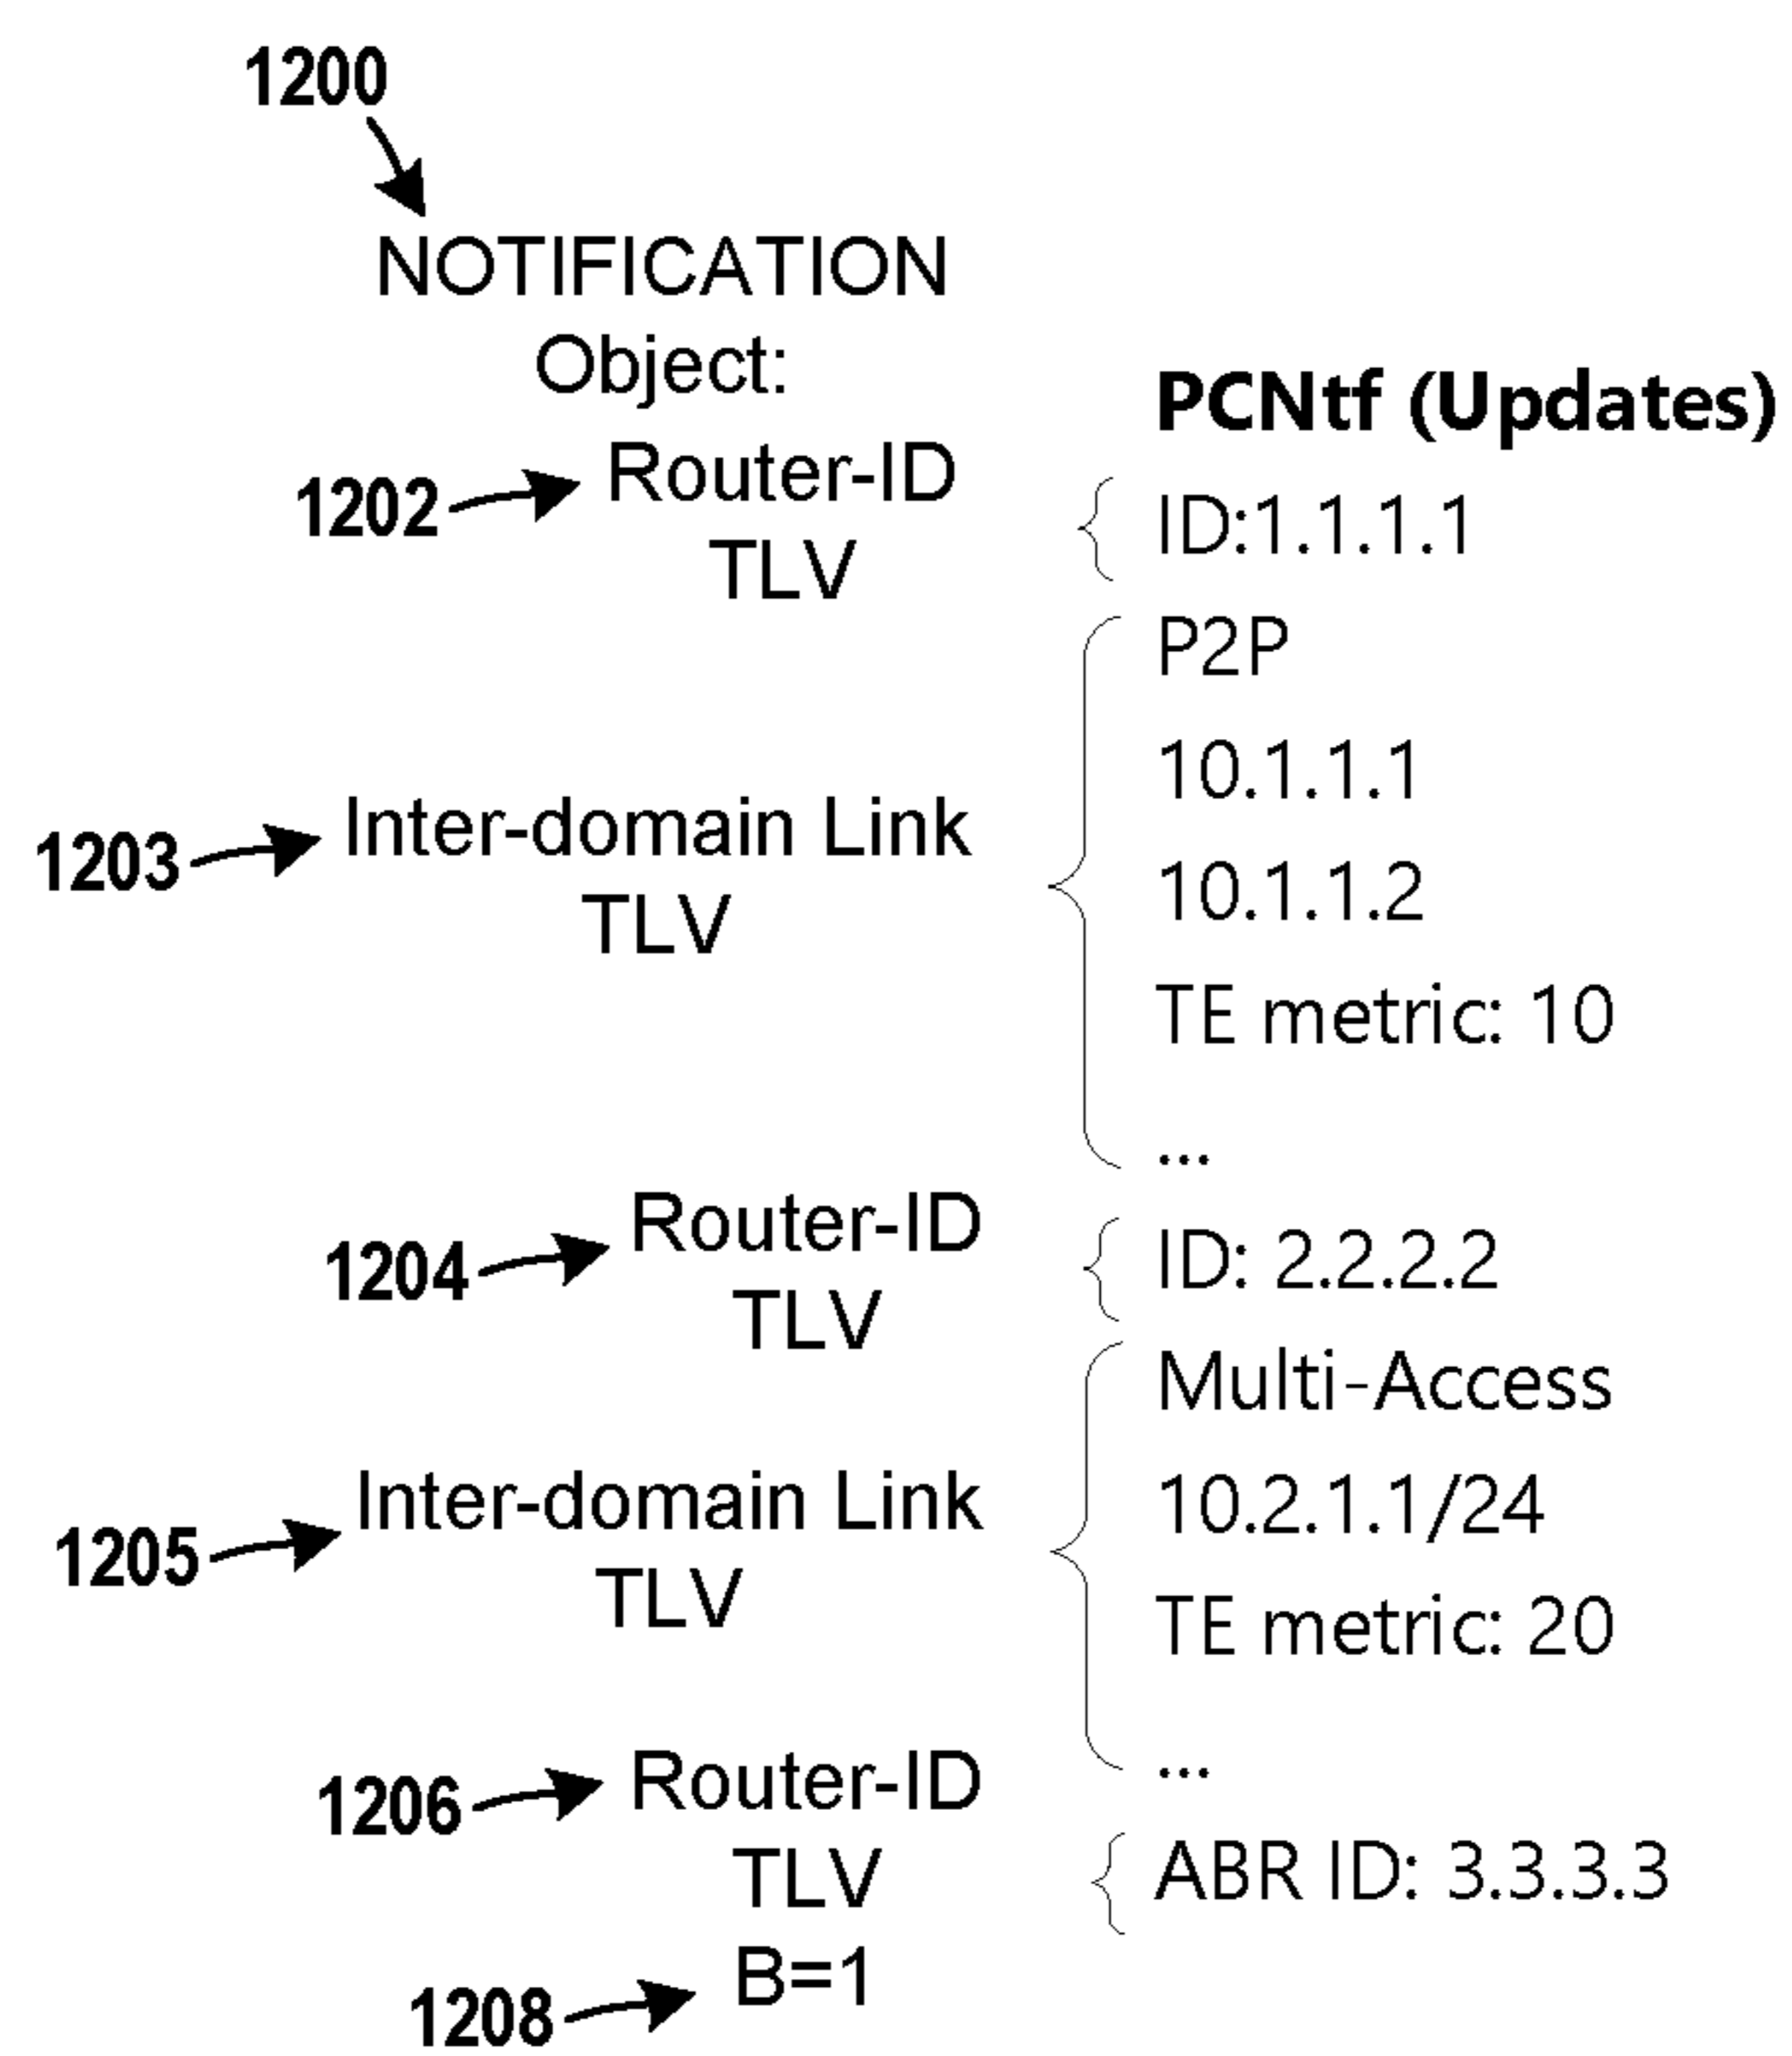 1200
NOTIFICATION
Object:
PCNtf (Updates)
1202
Router-ID
TLV
ID:1.1.1.1
1203
Inter-domain Link
TLV
P2P
10.1.1.1
10.1.1.2
TE metric: 10
...
1204
Router-ID
TLV
ID: 2.2.2.2
1205
Inter-domain Link
TLV
Multi-Access
10.2.1.1/24
TE metric: 20
...
1206
Router-ID
TLV
ABR ID: 3.3.3.3
1208
B=1